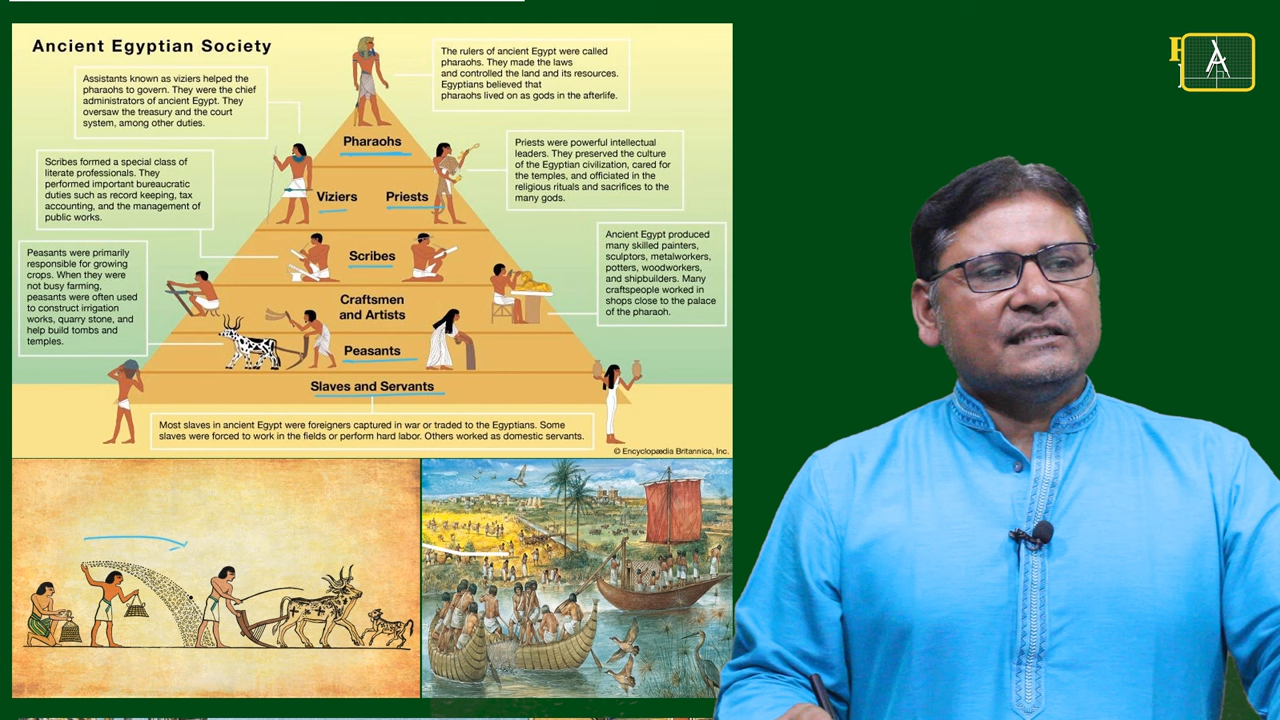 Ancient Egyptian Society
The rulers of ancient Egypt were called
pharaohs. They made the laws
and controlled the land and its resources.
Egyptians believed that
pharaohs lived on as gods in the afterlife.
Assistants known as viziers helped the
pharaohs to govern. They were the chief
administrators of ancient Egypt. They
oversaw the treasury and the court
system, among other duties.
Pharaohs
Priests were powerful intellectual
leaders. They preserved the culture
of the Egyptian civilization, cared for
the temples, and officiated in the
religious rituals and sacrifices to the
many gods.
Scribes formed a special class of
literate professionals. They
performed important bureaucratic
duties such as record keeping, tax
accounting, and the management of
public works.
Viziers
Priests
Ancient Egypt produced
many skilled painters,
sculptors, metalworkers,
potters, woodworkers,
and shipbuilders. Many
craftspeople worked in
shops close to the palace
of the pharaoh.
Peasants were primarily
responsible for growing
crops. When they were
not busy farming,
peasants were often used
to construct irrigation
works, quarry stone, and
help build tombs and
temples.
Scribes
Craftsmen
and Artists
Peasants
Slaves and Servants
Most slaves in ancient Egypt were foreigners captured in war or traded to the Egyptians. Some
slaves were forced to work in the fields or perform hard labor. Others worked as domestic servants.
© Encyclopædia Britannica, Inc.